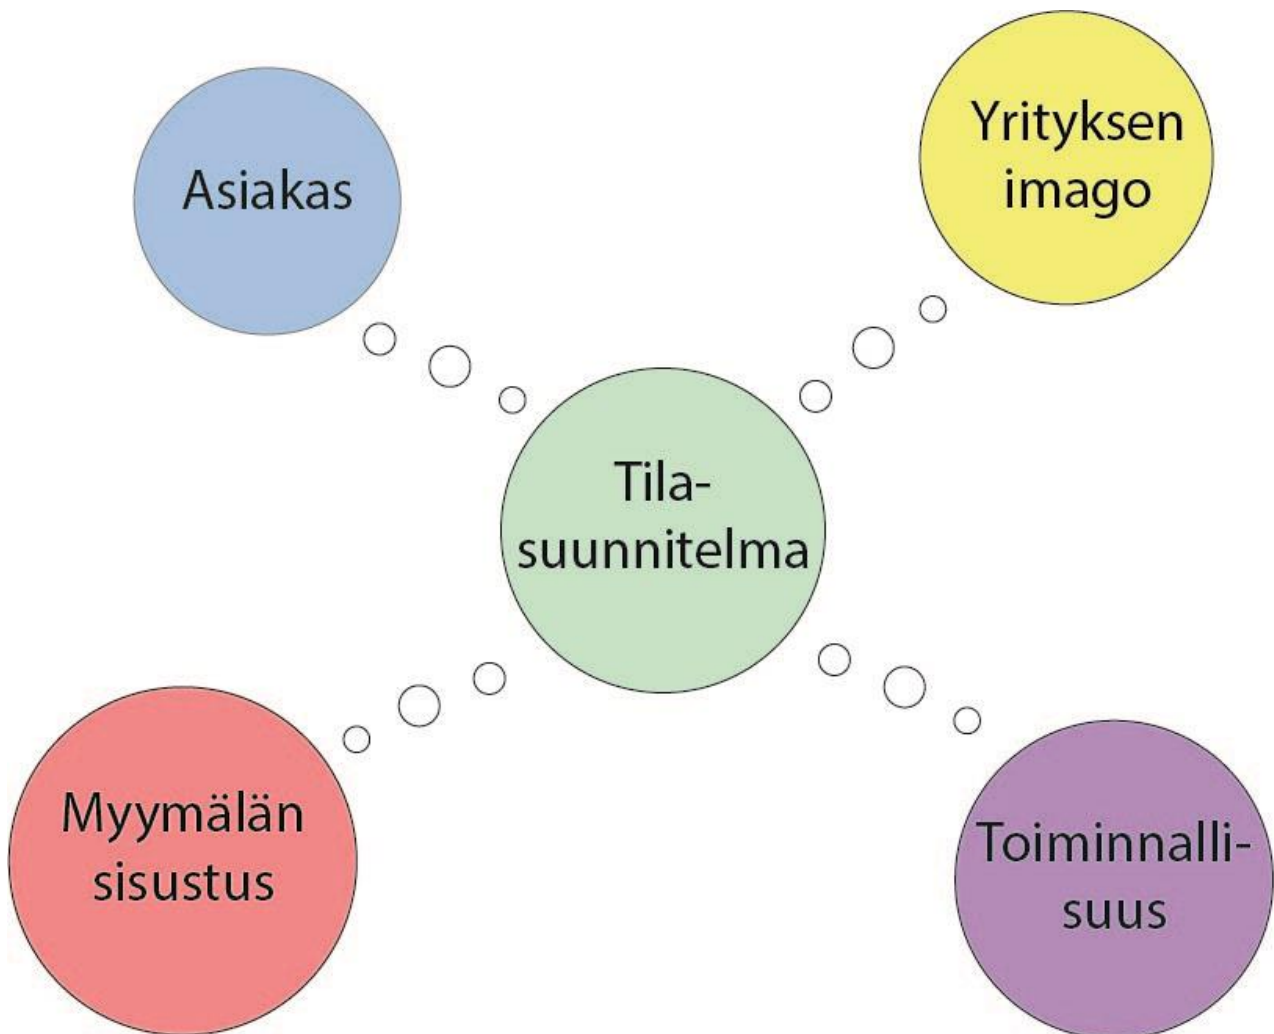 Asiakas
Yrityksen
imago
Tila-
suunnitelma
Myymälän
sisustus
Toiminnalli-
suus